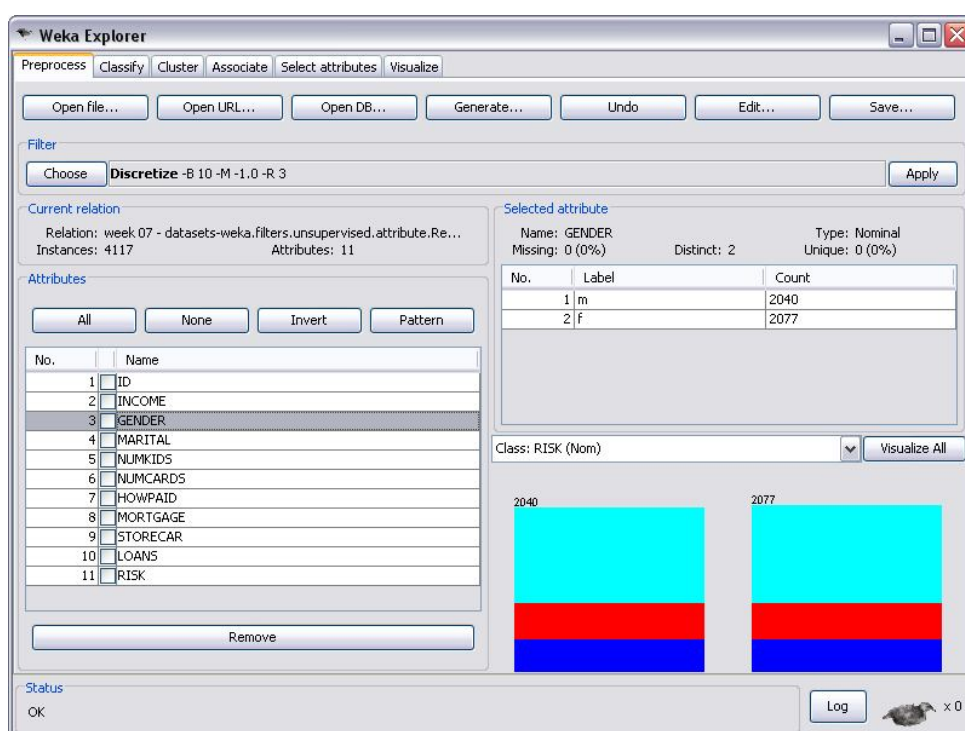 Weka Explorer
Preprocess Classify Cluster Associate Select attributes Visualize
Open file... Open URL... Open DB... Generate... Undo Edit... Save...
Filter
Choose Discretize -B 10 -M -1.0 -R 3 Apply
Current relation
Relation: week 07 - datasets-weka.filters.unsupervised.attribute.Re...
Instances: 4117 Attributes: 11
Attributes
All None Invert Pattern
No. Name
1 ID
2 INCOME
3 GENDER
4 MARITAL
5 NUMKIDS
6 NUMCARDS
7 HOWPAID
8 MORTGAGE
9 STORECAR
10 LOANS
11 RISK
Remove
Selected attribute
Name: GENDER Type: Nominal
Missing: 0 (0%) Distinct: 2 Unique: 0 (0%)
No. Label Count
1 m 2040
2 f 2077
Class: RISK (Nom) Visualize All
2040 2077
Status
OK
Log x 0